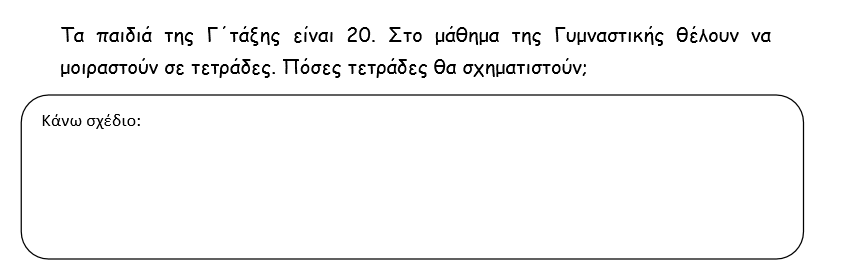 Τα παιδιά της Γ΄τάξης είναι 20. Στο μάθημα της Γυμναστικής θέλουν να
μοιραστούν σε τετράδες. Πόσες τετράδες θα σχηματιστούν;
Κάνω σχέδιο: